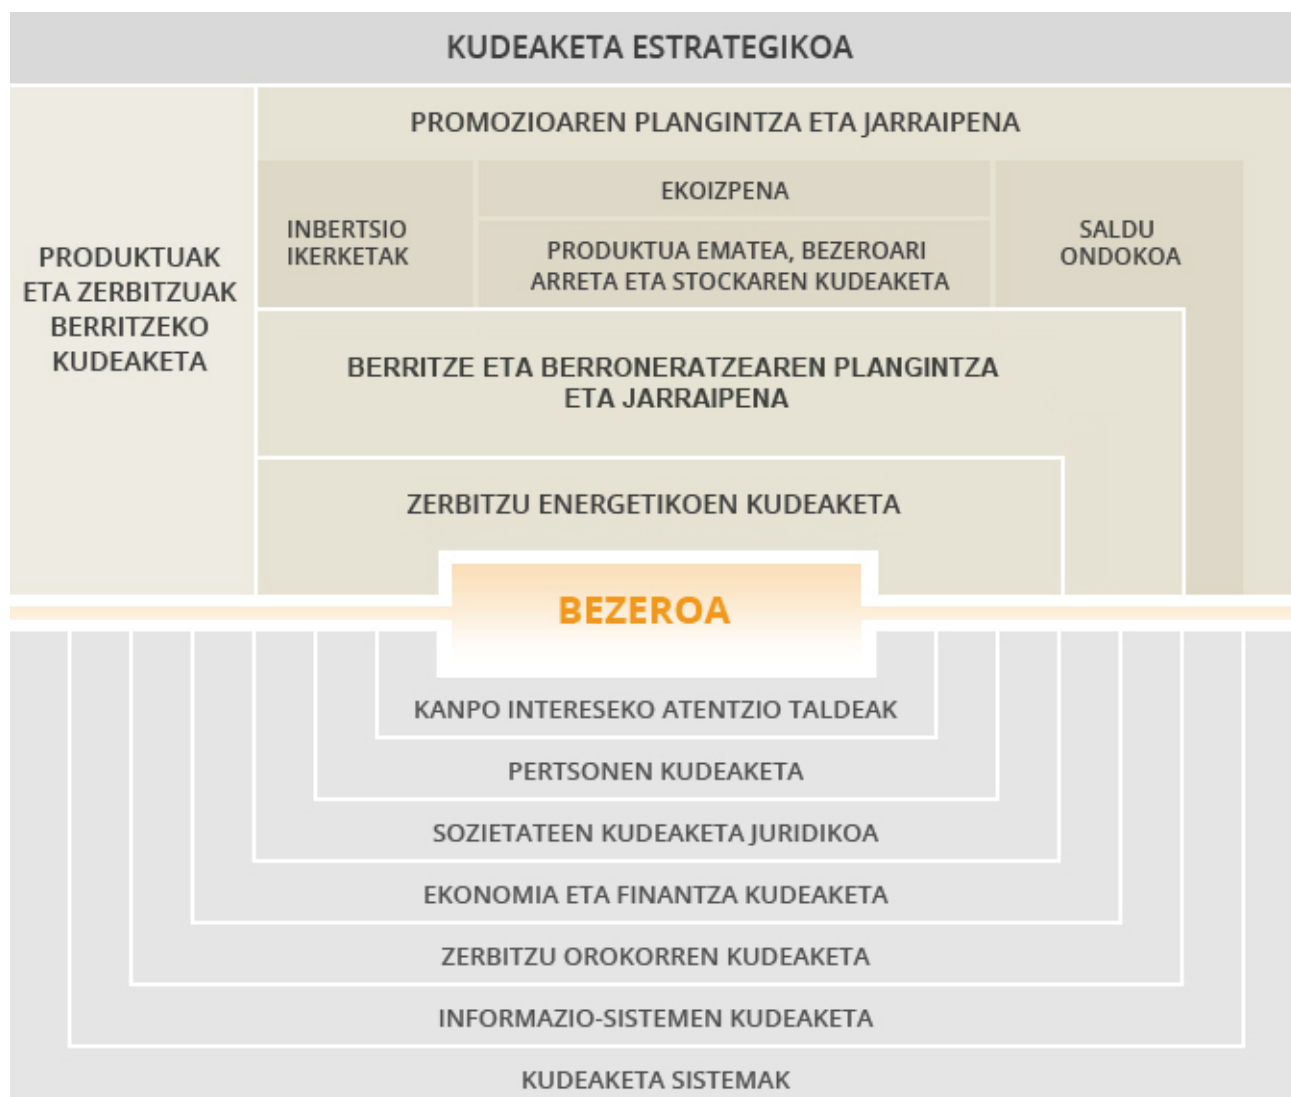 KUDEAKETA ESTRATEGIKOA
PROMOZIOAREN PLANGINTZA ETA JARRAIPENA
PRODUKTUAK
ETA ZERBITZUAK
BERRITZEKO
KUDEAKETA
INBERTSIO
IKERKETAK
EKOIZPENA
PRODUKTUA EMATEA, BEZEROARI
ARRETA ETA STOCKAREN KUDEAKETA
SALDU
ONDOKOA
BERRITZE ETA BERRONERATZEAREN PLANGINTZA
ETA JARRAIPENA
ZERBITZU ENERGETIKOEN KUDEAKETA
BEZEROA
KANPO INTERESEKO ATENTZIO TALDEAK
PERTSONEN KUDEAKETA
SOZIETATEEN KUDEAKETA JURIDIKOA
EKONOMIA ETA FINANTZA KUDEAKETA
ZERBITZU OROKORREN KUDEAKETA
INFORMAZIO-SISTEMEN KUDEAKETA
KUDEAKETA SISTEMAK